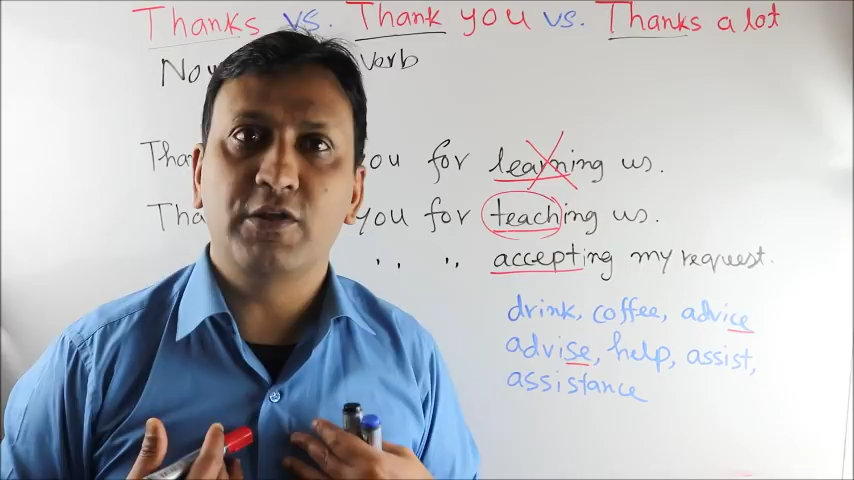 Thanks vs. Thank you vs. Thanks a lot
verb
you for learning us.
you for teaching us.
" " accepting my request.
drink, coffee, advice
advise, help, assist,
assistance